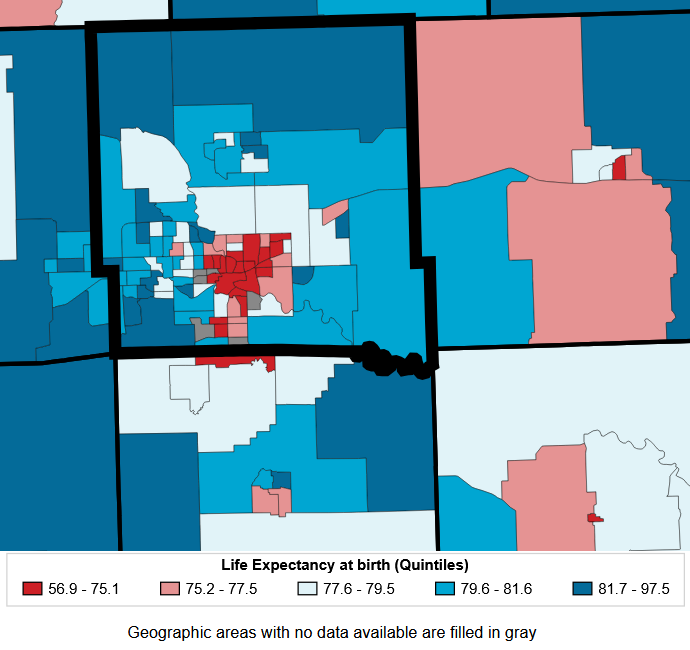 Life Expectancy at birth (Quintiles)
56.9 - 75.1 75.2 - 77.5 77.6 - 79.5 79.6 - 81.6 81.7 - 97.5
Geographic areas with no data available are filled in gray